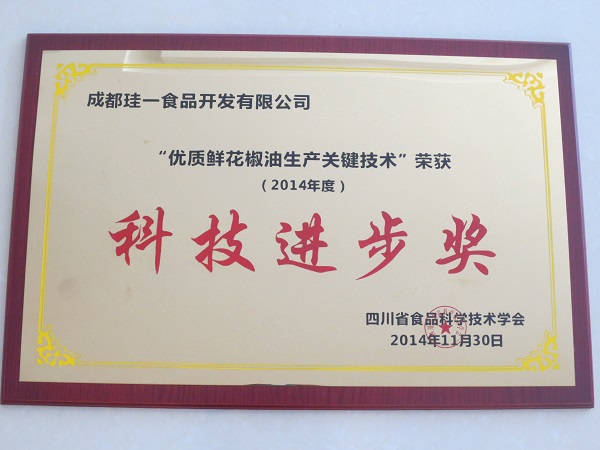 成都珪一食品开发有限公司
“优质鲜花椒油生产关键技术”荣获
（2014年度）
科技进步奖
四川省食品科学技术学会
2014年11月30日